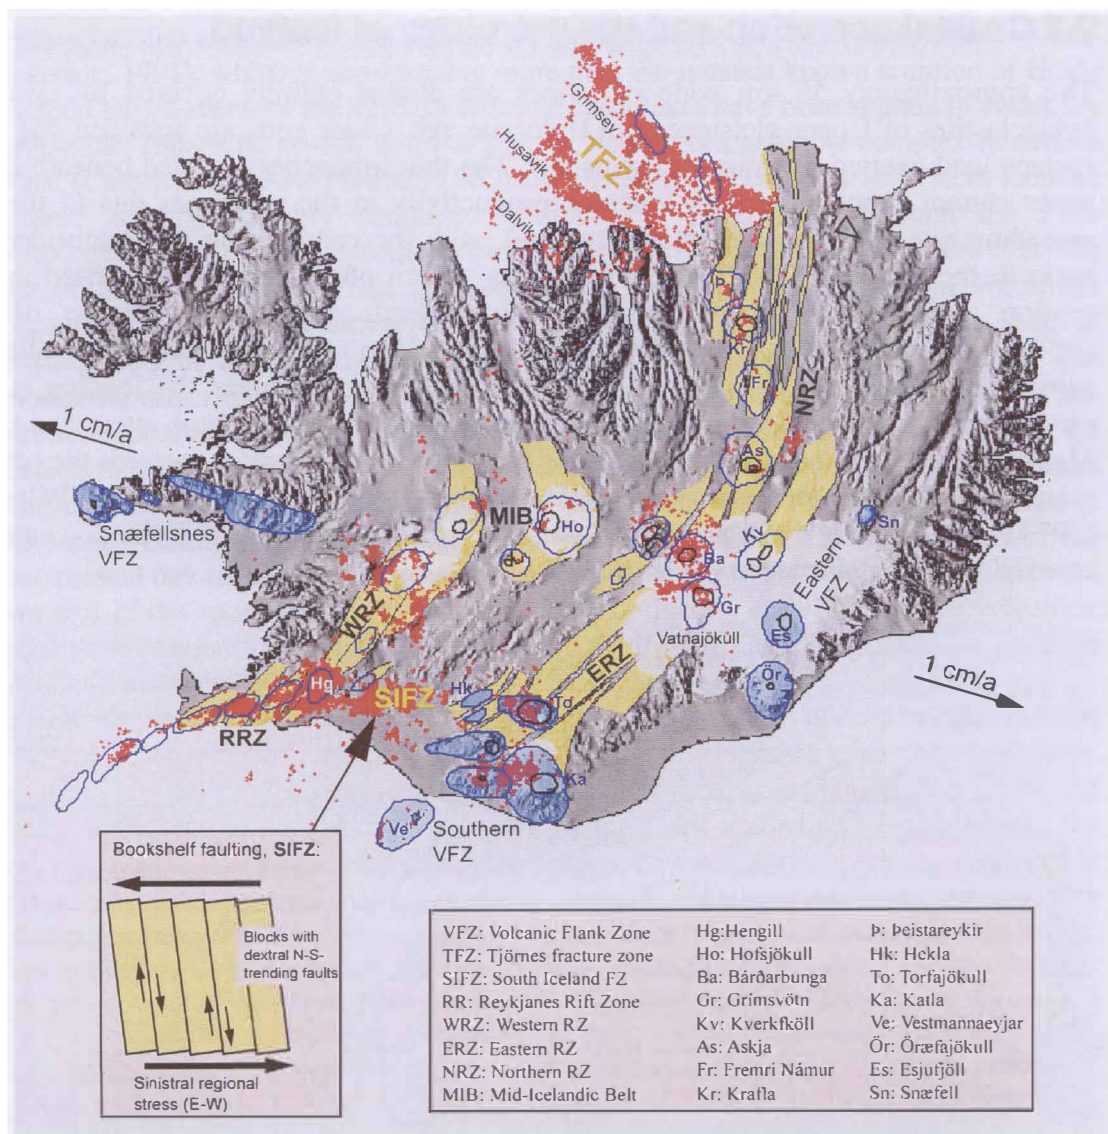 Grimsey
Husavik
TFZ
Dalvik
Þ
Kr
Fr
NRZ
1 cm/a
As
MIB
Ho
Sn
Snæfellsnes
VFZ
Ba
Kv
Eastern
VFZ
WRZ
Gr
Vatnajökull
Es
ERZ
Hg
SIFZ
Hk
To
Ör
1 cm/a
RRZ
Ka
Ve
Southern
VFZ
Bookshelf faulting, SIFZ:
Blocks with
dextral N-S-
trending faults
Sinistral regional
stress (E-W)
VFZ: Volcanic Flank Zone
TFZ: Tjörnes fracture zone
SIFZ: South Iceland FZ
RR: Reykjanes Rift Zone
WRZ: Western RZ
ERZ: Eastern RZ
NRZ: Northern RZ
MIB: Mid-Icelandic Belt
Hg:Hengill
Ho: Hofsjökull
Ba: Bárðarbunga
Gr: Grímsvötn
Kv: Kverkfköll
As: Askja
Fr: Fremri Námur
Kr: Krafla
Þ: Þeistareykir
Hk: Hekla
To: Torfajökull
Ka: Katla
Ve: Vestmannaeyjar
Ör: Öræfajökull
Es: Esjufjöll
Sn: Snæfell